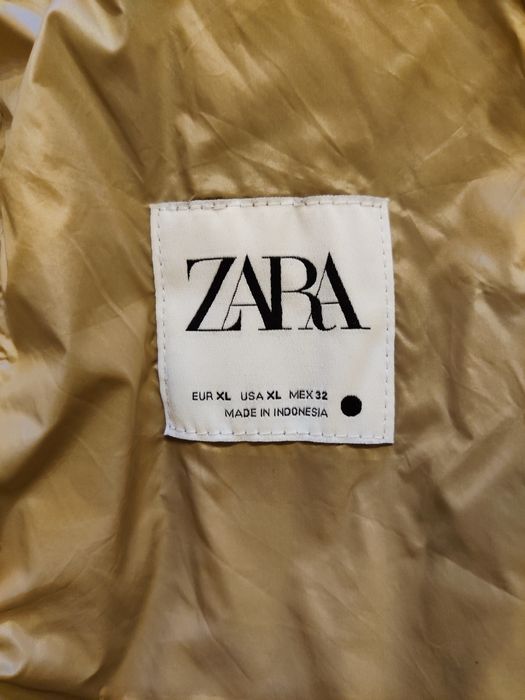 ZARA
EUR XL USA XL MEX 32
MADE IN INDONESIA